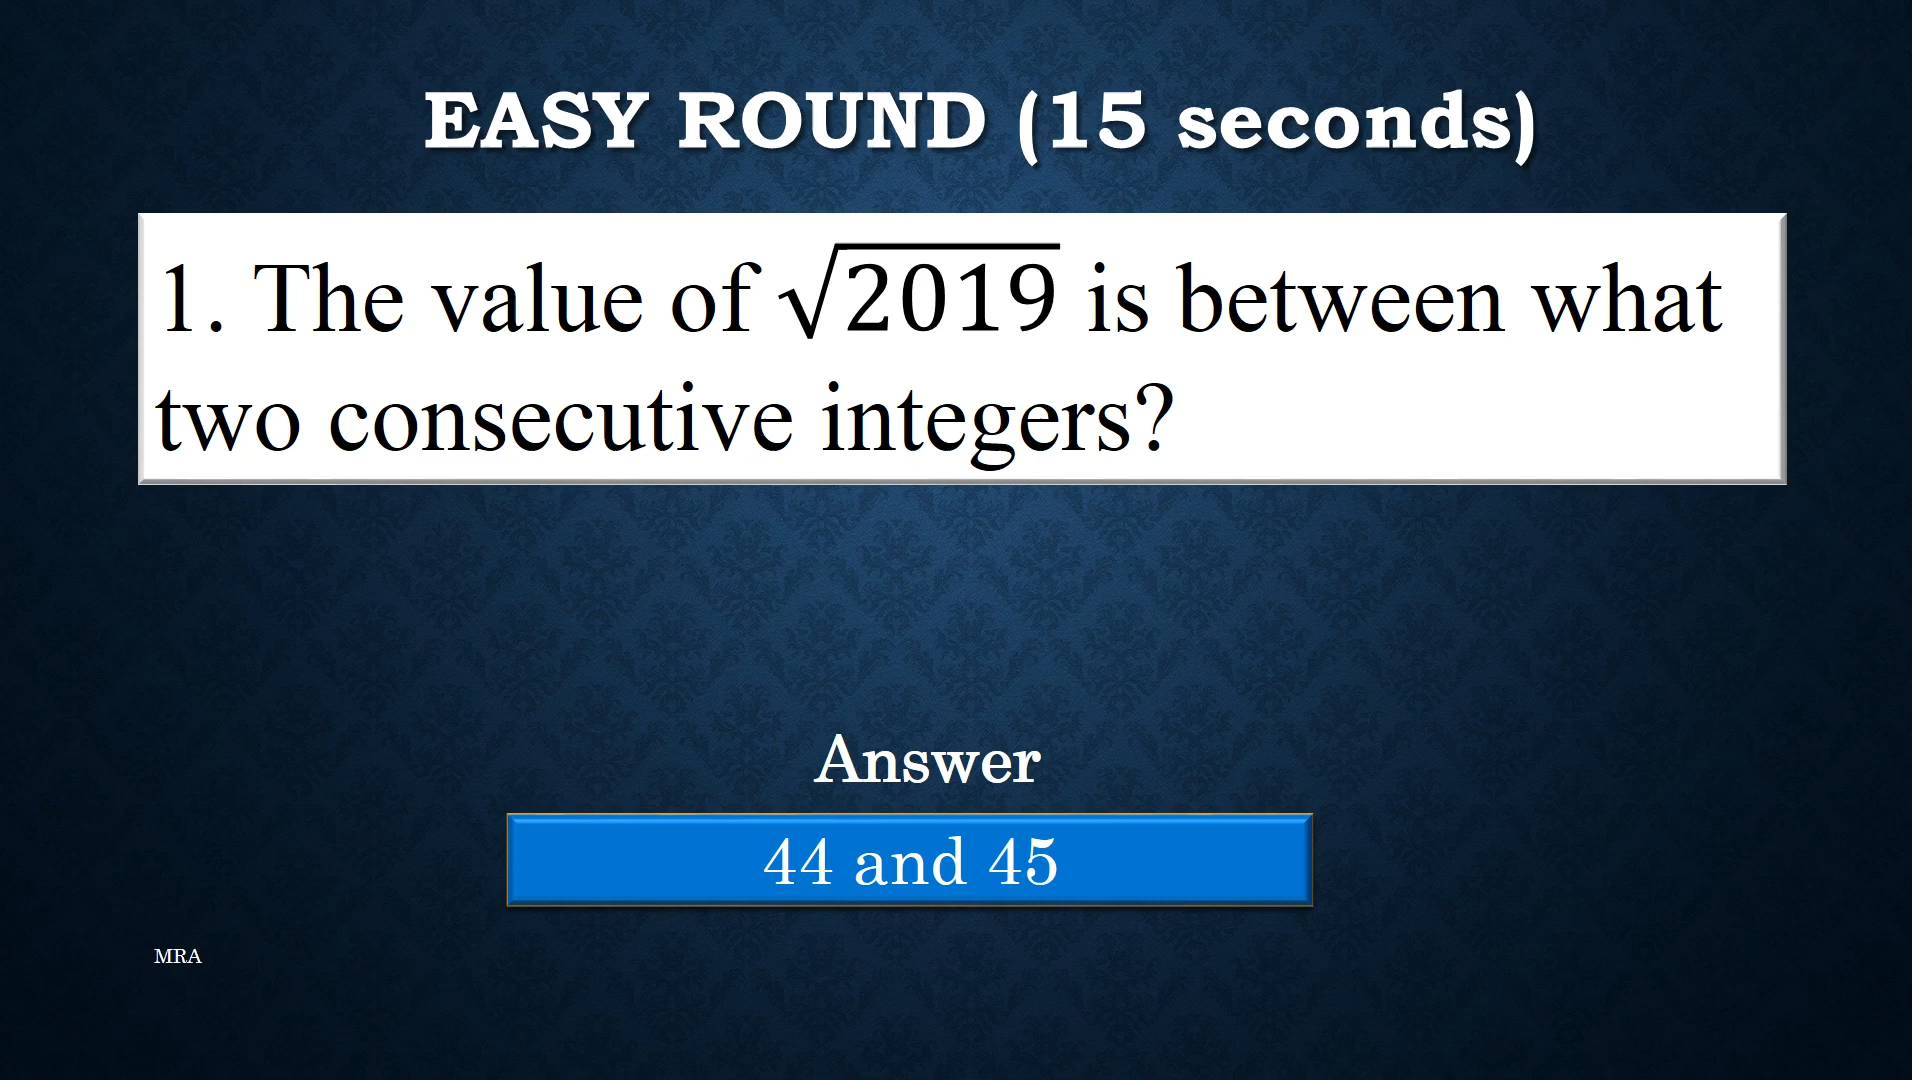 EASY ROUND (15 seconds)
1. The value of √2019 is between what
two consecutive integers?
Answer
44 and 45
MRA